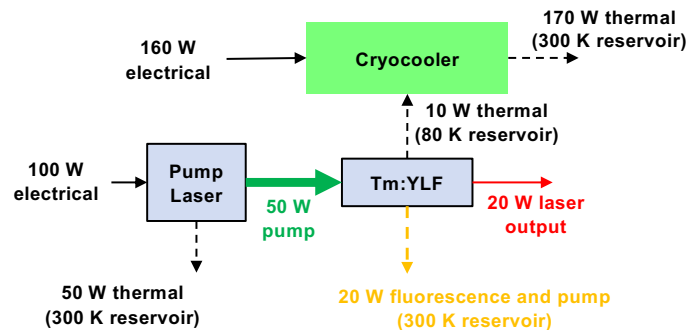 160 W
electrical
Cryocooler
170 W thermal
(300 K reservoir)
10 W thermal
(80 K reservoir)
100 W
electrical
Pump
Laser
50 W
pump
Tm:YLF
20 W laser
output
50 W thermal
(300 K reservoir)
20 W fluorescence and pump
(300 K reservoir)